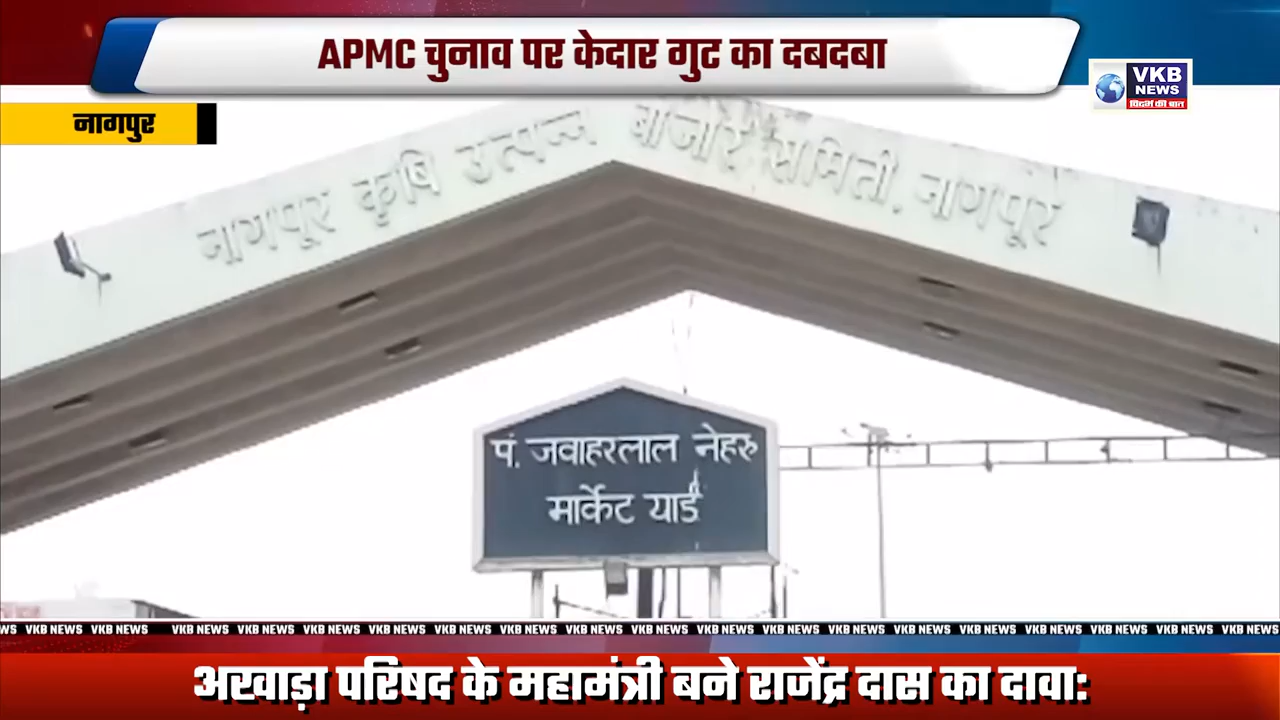 APMC चुनाव पर केदार गुट का दबदबा
VKB
NEWS
विदर्भ की बात
नागपुर
नागपूर कृषि उत्पन्न बाजार समिती, नागपूर
पं. जवाहरलाल नेहरु
मार्केट यार्ड
WS VKB NEWS VKB NEWS VKB NEWS VKB NEWS VKB NEWS VKB NEWS VKB NEWS VKB NEWS VKB NEWS VKB NEWS VKB NEWS VKB NEWS VKB NEWS VKB NEWS VKB NEWS VKB NEWS VKB NEWS VKB NEWS VKB NEWS
अखाड़ा परिषद के महामंत्री बने राजेंद्र दास का दावा: